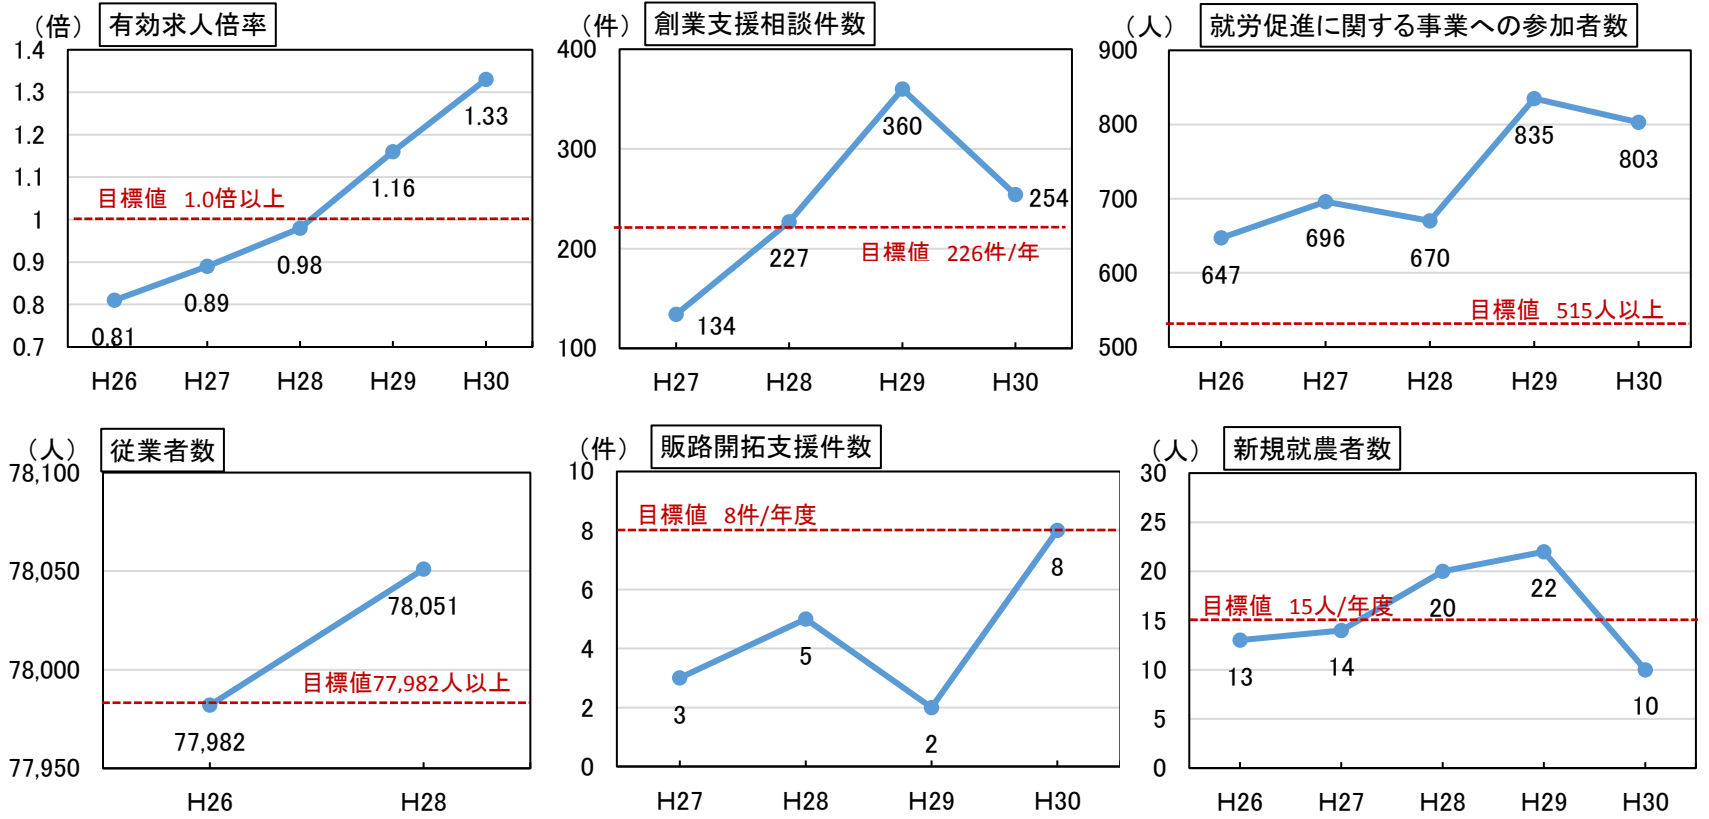 （倍）
有効求人倍率
1.4
1.3
1.2
1.1
1
0.9
0.8
0.7
目標値　1.0倍以上
0.81
0.89
0.98
1.16
1.33
H26
H27
H28
H29
H30
（件）
創業支援相談件数
400
300
200
100
134
227
360
254
目標値　226件/年
H27
H28
H29
H30
（人）
就労促進に関する事業への参加者数
900
800
700
600
500
647
696
670
835
803
目標値　515人以上
H26
H27
H28
H29
H30
（人）
従業者数
78,100
78,050
78,000
77,950
78,051
目標値77,982人以上
77,982
H26
H28
（件）
販路開拓支援件数
10
8
6
4
2
0
目標値　8件/年度
3
5
2
8
H27
H28
H29
H30
（人）
新規就農者数
30
25
20
15
10
5
0
目標値　15人/年度
13
14
20
22
10
H26
H27
H28
H29
H30